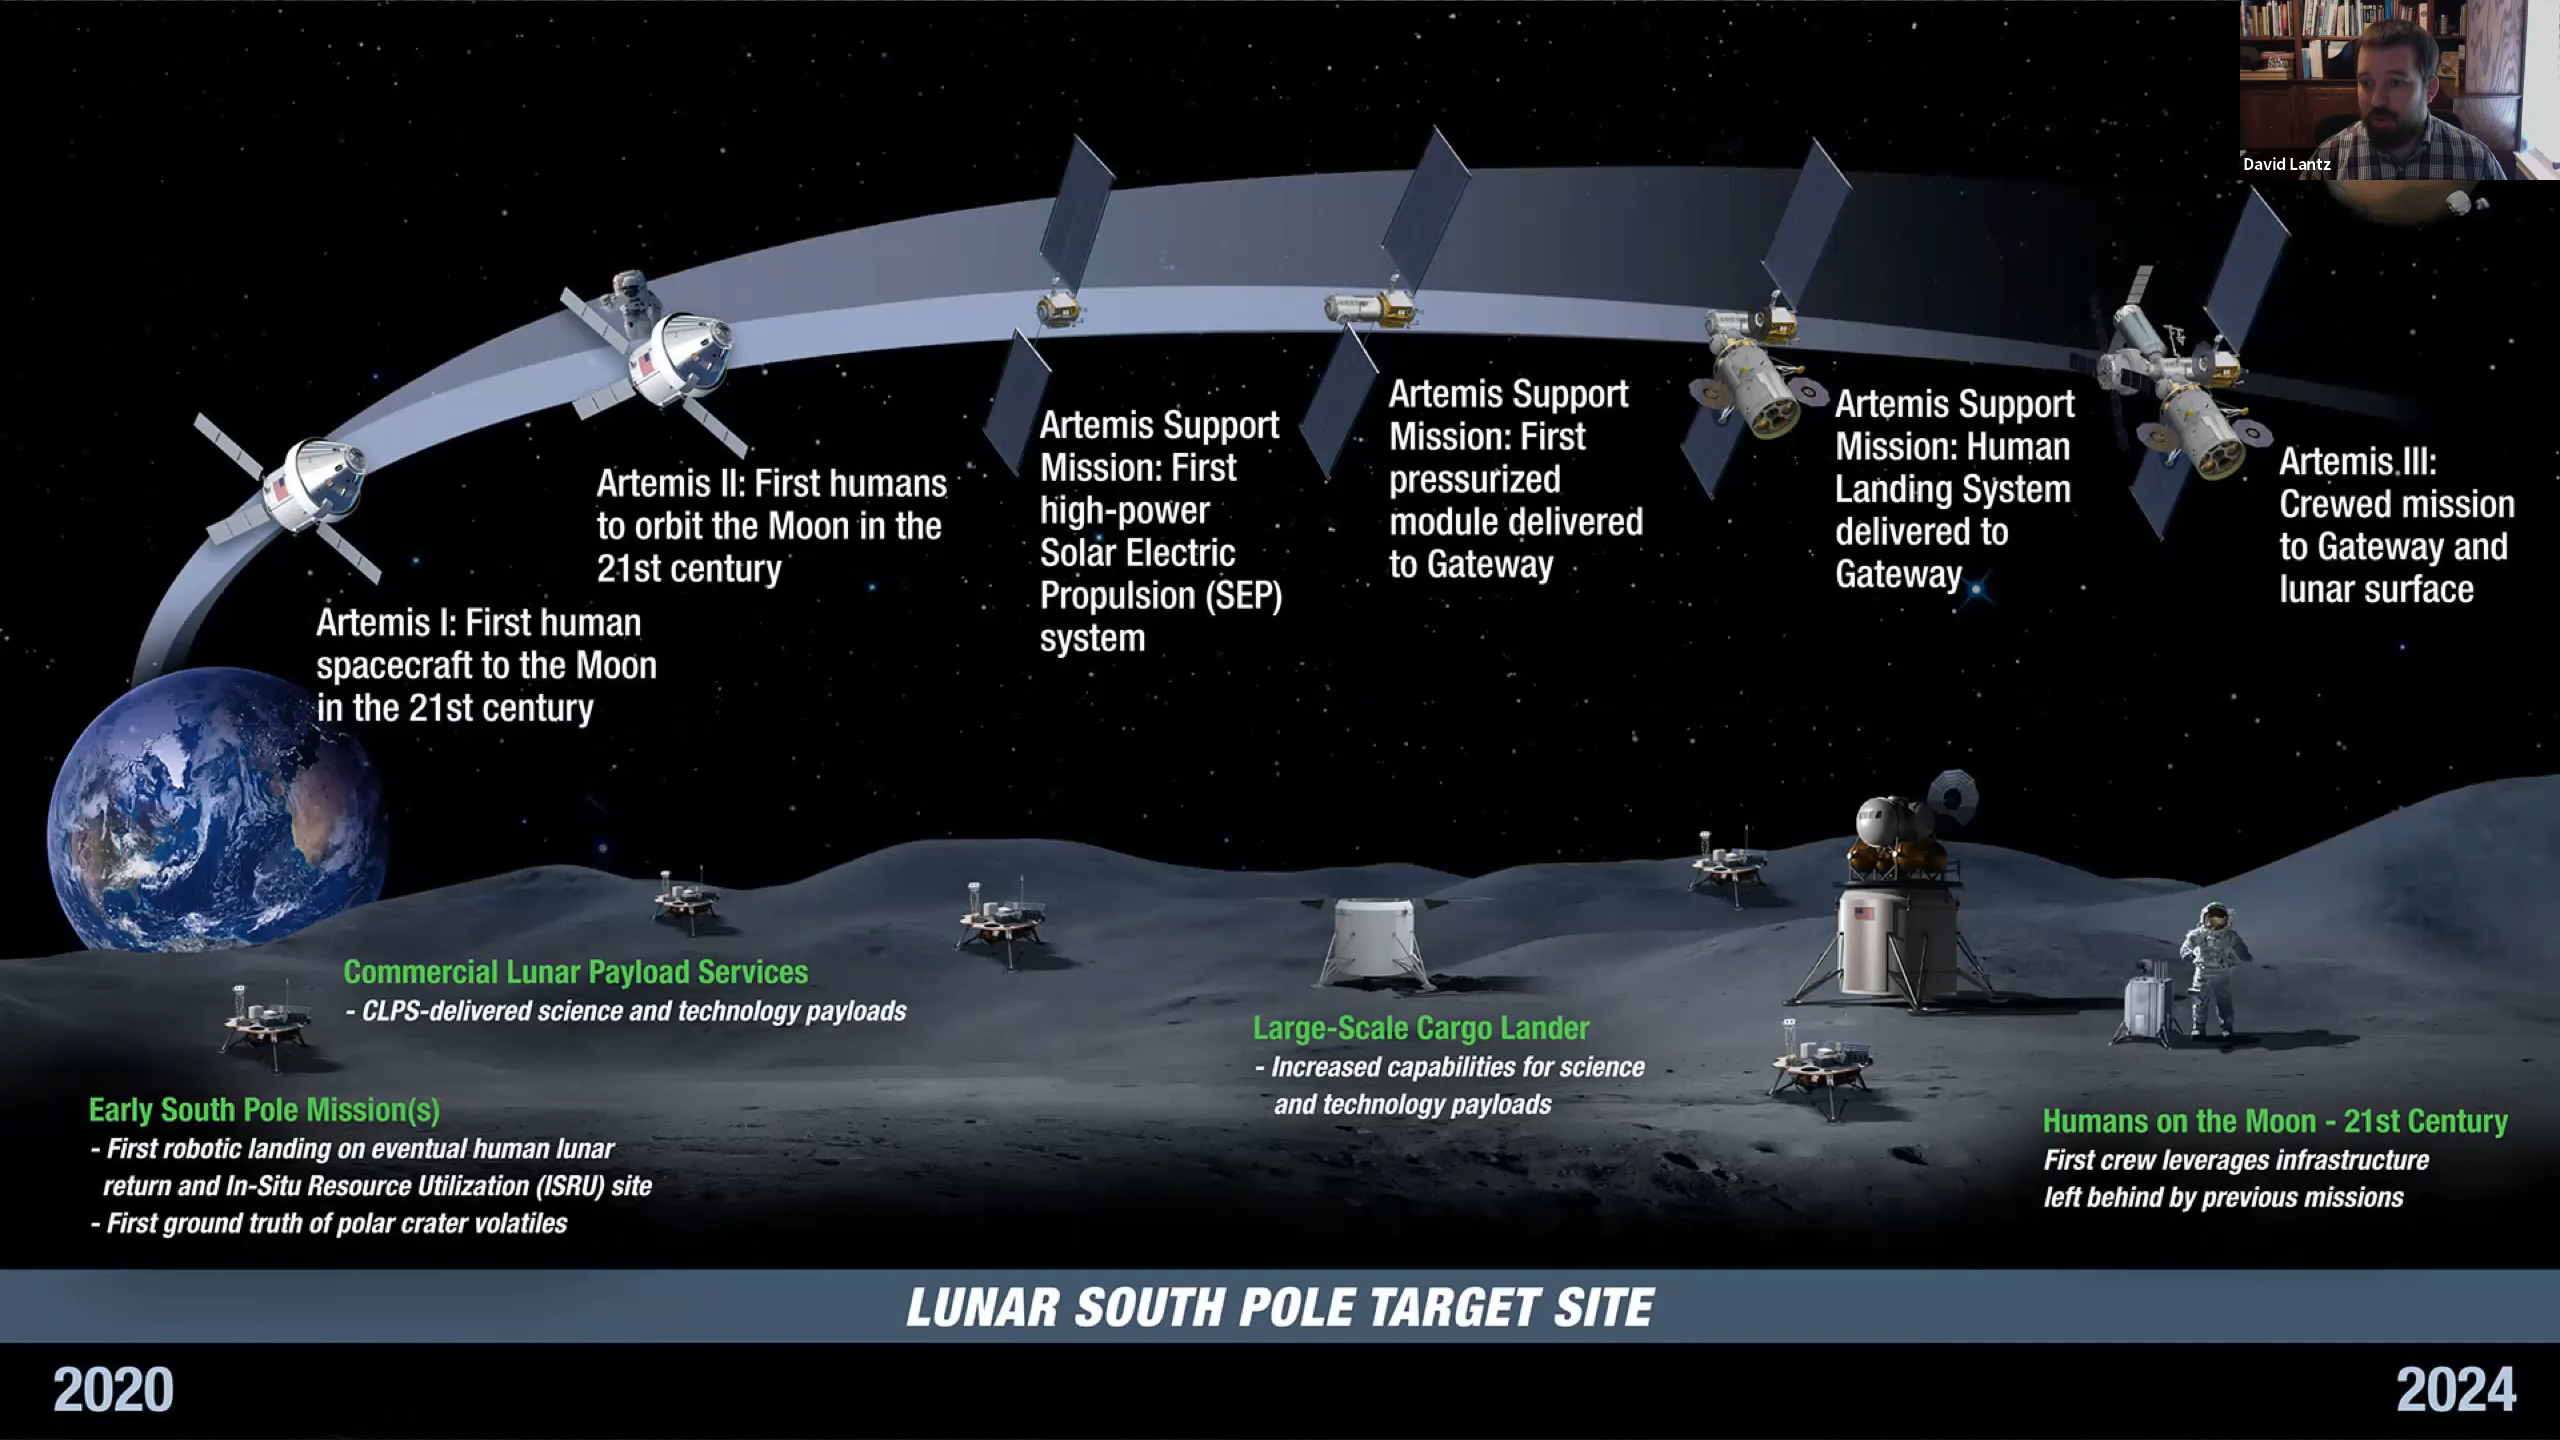 David Lantz
Artemis I: First human
spacecraft to the Moon
in the 21st century
Artemis II: First humans
to orbit the Moon in the
21st century
Artemis Support
Mission: First
high-power
Solar Electric
Propulsion (SEP)
system
Artemis Support
Mission: First
pressurized
module delivered
to Gateway
Artemis Support
Mission: Human
Landing System
delivered to
Gateway
Artemis III:
Crewed mission
to Gateway and
lunar surface
Commercial Lunar Payload Services
- CLPS-delivered science and technology payloads
Early South Pole Mission(s)
- First robotic landing on eventual human lunar
return and In-Situ Resource Utilization (ISRU) site
- First ground truth of polar crater volatiles
Large-Scale Cargo Lander
- Increased capabilities for science
and technology payloads
Humans on the Moon - 21st Century
First crew leverages infrastructure
left behind by previous missions
LUNAR SOUTH POLE TARGET SITE
2020
2024